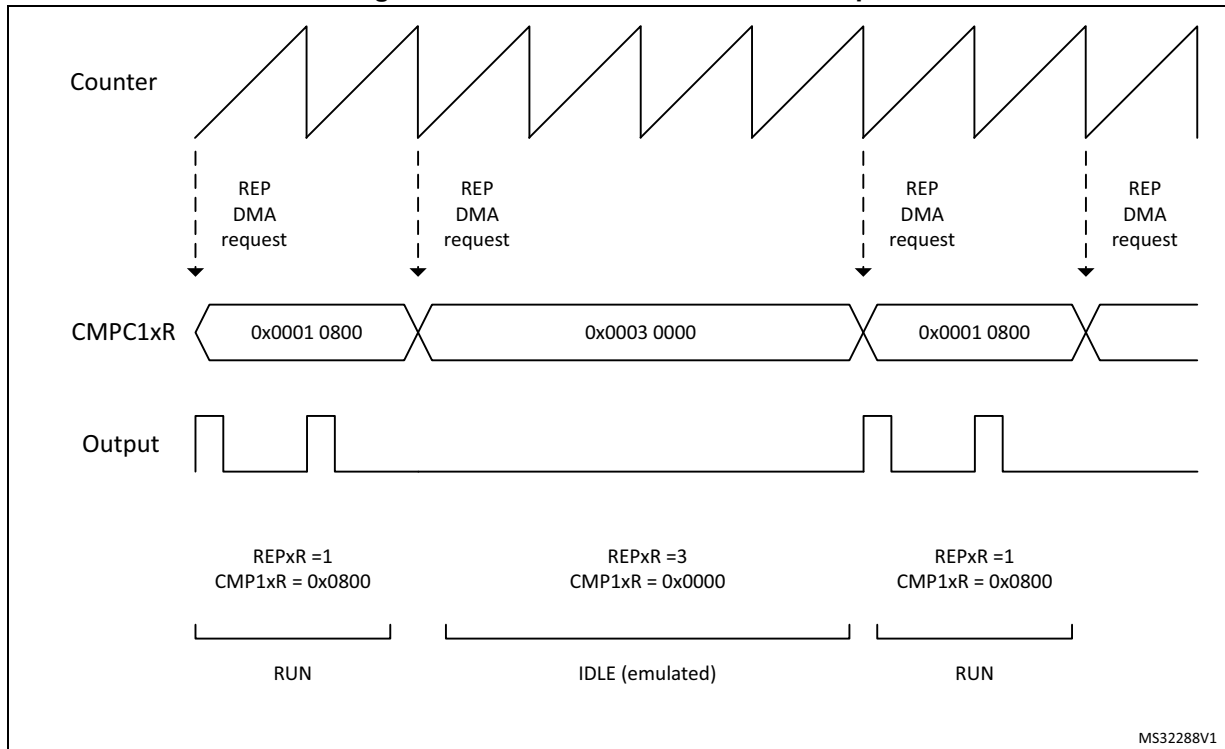 Counter
REP
DMA
request
REP
DMA
request
REP
DMA
request
REP
DMA
request
CMPC1xR
0x0001 0800
0x0003 0000
0x0001 0800
Output
REPxR =1
CMP1xR = 0x0800
REPxR =3
CMP1xR = 0x0000
REPxR =1
CMP1xR = 0x0800
RUN
IDLE (emulated)
RUN
MS32288V1